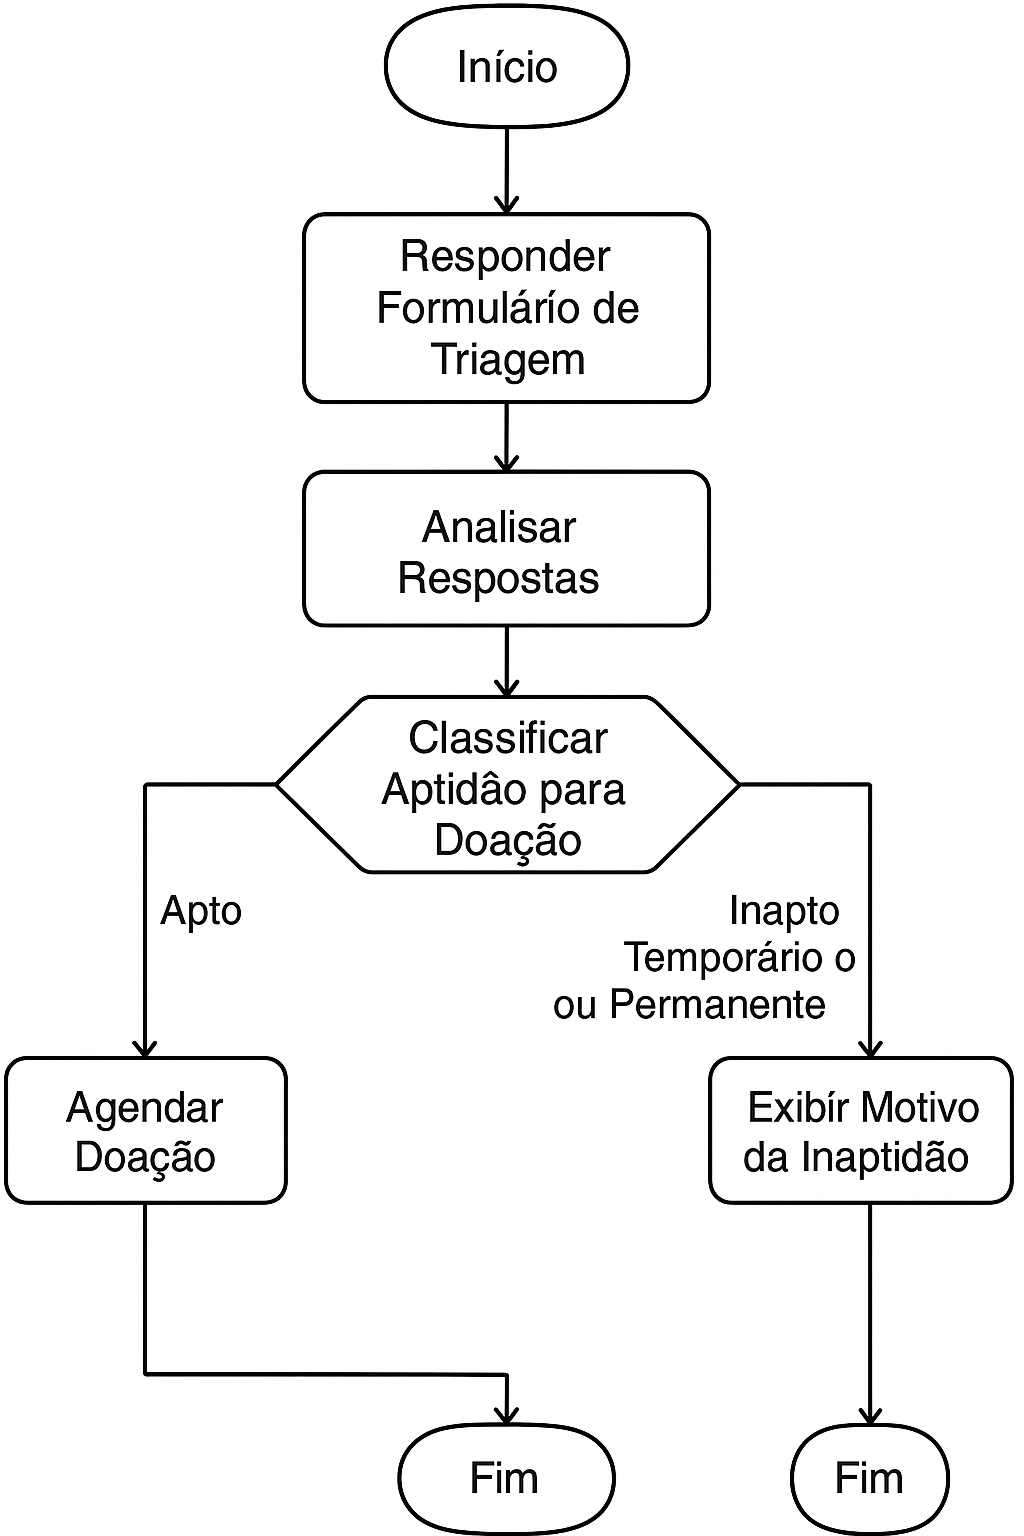 Início
Responder
Formulárío de
Triagem
Analisar
Respostas
Classificar
Aptidâo para
Doação
Apto
Inapto
Temporário o
ou Permanente
Agendar
Doação
Exibír Motivo
da Inaptidão
Fim
Fim